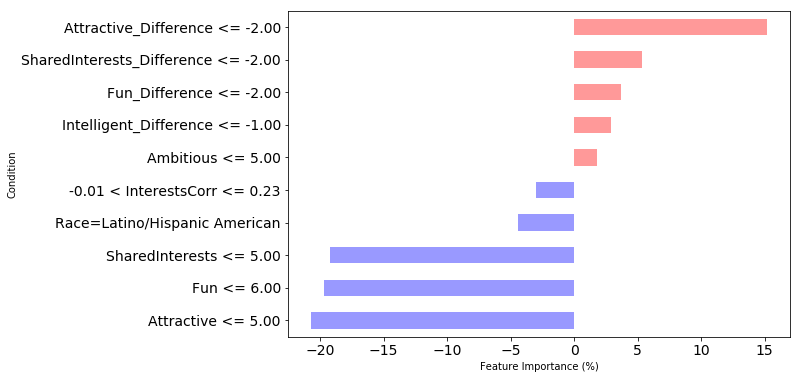 Attractive_Difference <= -2.00
SharedInterests_Difference <= -2.00
Fun_Difference <= -2.00
Intelligent_Difference <= -1.00
Ambitious <= 5.00
-0.01 < InterestsCorr <= 0.23
Race=Latino/Hispanic American
SharedInterests <= 5.00
Fun <= 6.00
Attractive <= 5.00
Condition
−20 −15 −10 −5 0 5 10 15
Feature Importance (%)